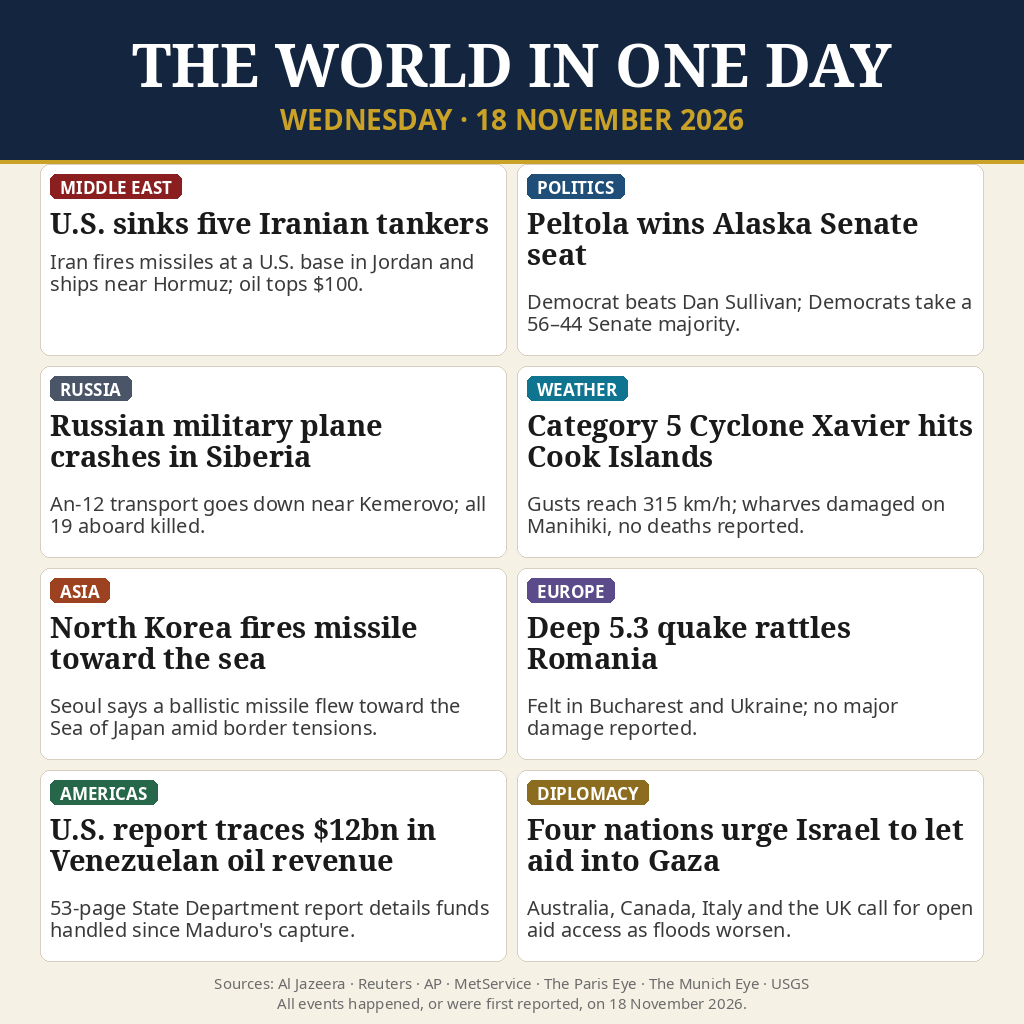 THE WORLD IN ONE DAY
WEDNESDAY · 18 NOVEMBER 2026
MIDDLE EAST
U.S. sinks five Iranian tankers
Iran fires missiles at a U.S. base in Jordan and
ships near Hormuz; oil tops $100.
POLITICS
Peltola wins Alaska Senate
seat
Democrat beats Dan Sullivan; Democrats take a
56–44 Senate majority.
RUSSIA
Russian military plane
crashes in Siberia
An-12 transport goes down near Kemerovo; all
19 aboard killed.
WEATHER
Category 5 Cyclone Xavier hits
Cook Islands
Gusts reach 315 km/h; wharves damaged on
Manihiki, no deaths reported.
ASIA
North Korea fires missile
toward the sea
Seoul says a ballistic missile flew toward the
Sea of Japan amid border tensions.
EUROPE
Deep 5.3 quake rattles
Romania
Felt in Bucharest and Ukraine; no major
damage reported.
AMERICAS
U.S. report traces $12bn in
Venezuelan oil revenue
53-page State Department report details funds
handled since Maduro's capture.
DIPLOMACY
Four nations urge Israel to let
aid into Gaza
Australia, Canada, Italy and the UK call for open
aid access as floods worsen.
Sources: Al Jazeera · Reuters · AP · MetService · The Paris Eye · The Munich Eye · USGS
All events happened, or were first reported, on 18 November 2026.